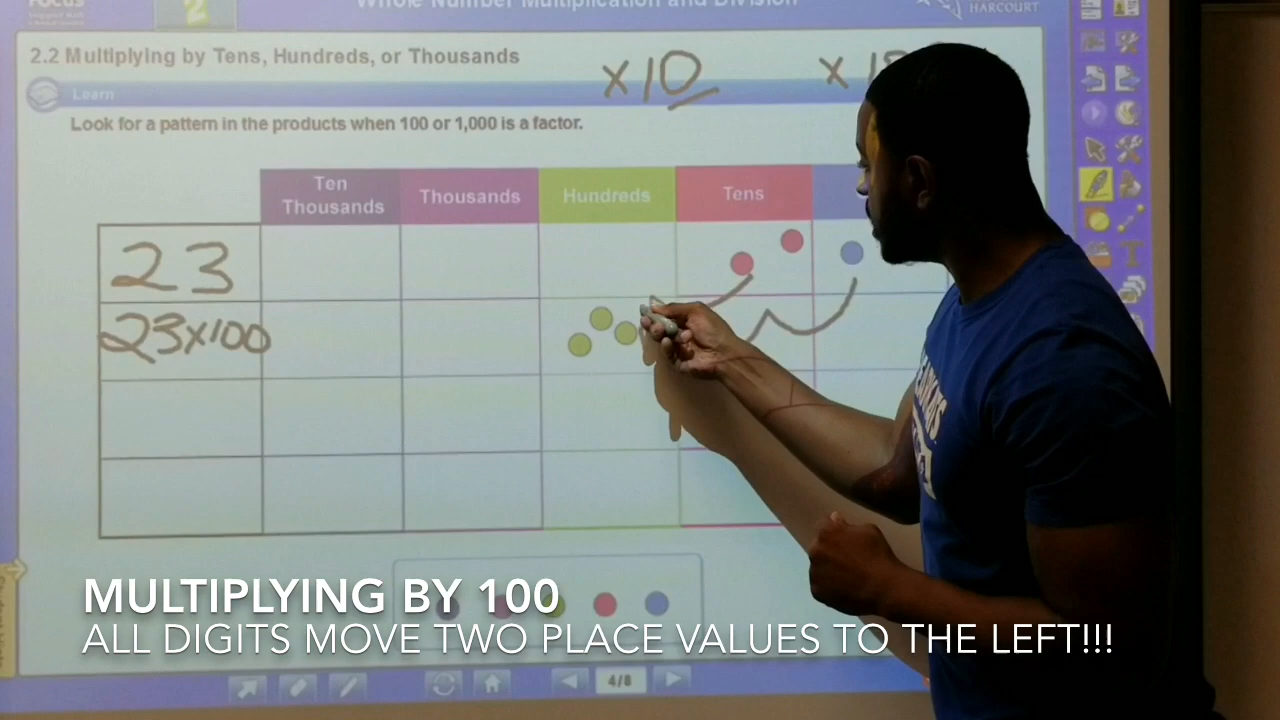 FOCUS
2
Whole Number Multiplication and Division
HARCOURT
2.2 Multiplying by Tens, Hundreds, or Thousands
x10
x
Learn
Look for a pattern in the products when 100 or 1,000 is a factor.
Ten Thousands
Thousands
Hundreds
Tens
23
23x100
MULTIPLYING BY 100
ALL DIGITS MOVE TWO PLACE VALUES TO THE LEFT!!!
4/8